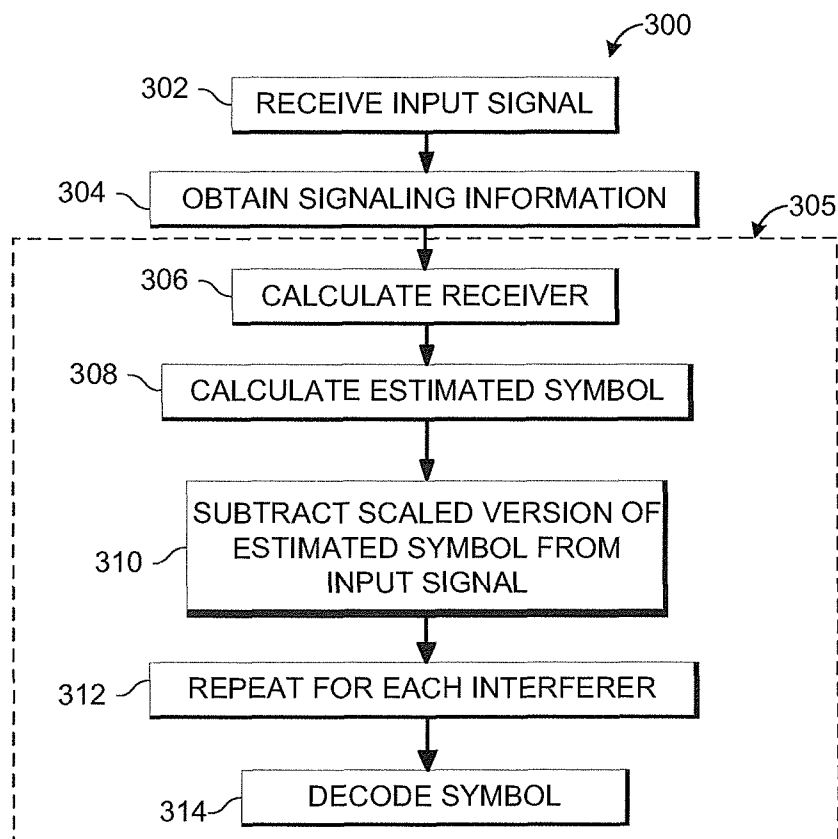 300
302
RECEIVE INPUT SIGNAL
304
OBTAIN SIGNALING INFORMATION
305
306
CALCULATE RECEIVER
308
CALCULATE ESTIMATED SYMBOL
310
SUBTRACT SCALED VERSION OF
ESTIMATED SYMBOL FROM
INPUT SIGNAL
312
REPEAT FOR EACH INTERFERER
314
DECODE SYMBOL